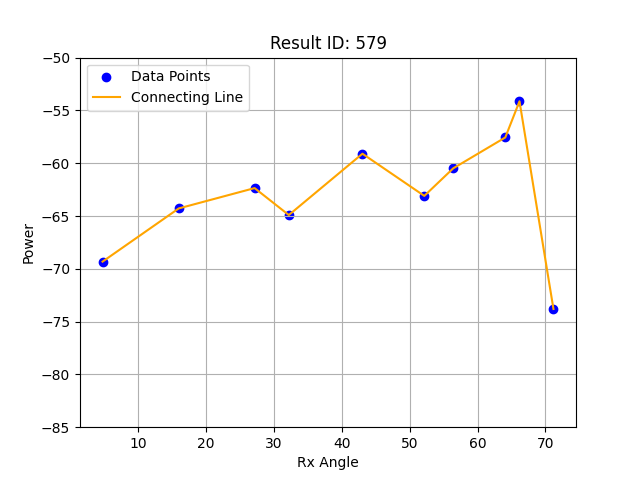 Result ID: 579
Data Points
Connecting Line
−50
−55
−60
−65
−70
−75
−80
−85
Power
10 20 30 40 50 60 70
Rx Angle